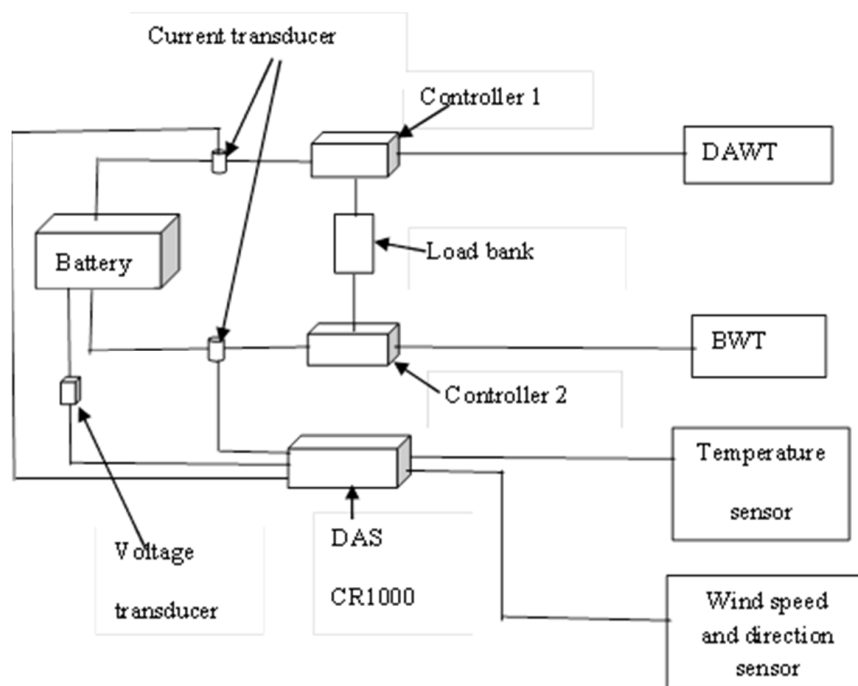 Current transducer
Controller 1
DAWT
Load bank
Battery
BWT
Controller 2
Temperature
sensor
DAS
CR1000
Voltage
transducer
Wind speed
and direction
sensor